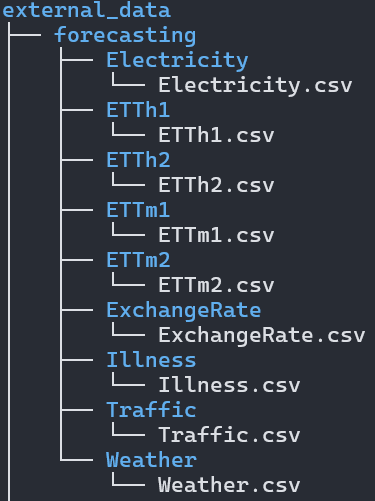 external_data
forecasting
Electricity
Electricity.csv
ETTh1
ETTh1.csv
ETTh2
ETTh2.csv
ETTm1
ETTm1.csv
ETTm2
ETTm2.csv
ExchangeRate
ExchangeRate.csv
Illness
Illness.csv
Traffic
Traffic.csv
Weather
Weather.csv